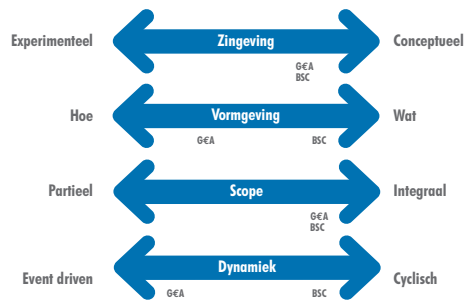 Experimenteel Zingeving Conceptueel
G€A
BSC
Hoe Vormgeving Wat
G€A BSC
Partieel Scope Integraal
G€A
BSC
Event driven Dynamiek Cyclisch
G€A BSC